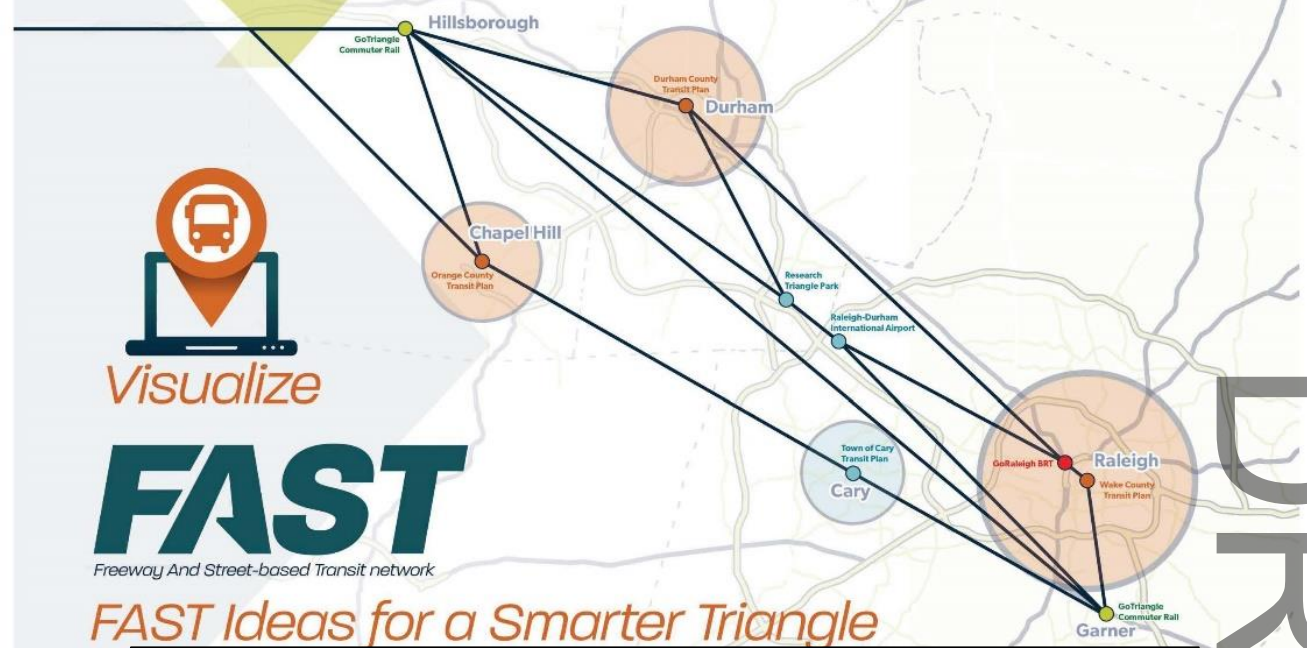 Hillsborough
GoTriangle
Commuter Rail
Durham County
Transit Plan
Durham
Chapel Hill
Orange County
Transit Plan
Research
Triangle Park
Raleigh-Durham
International Airport
Town of Cary
Transit Plan
Cary
GoRaleigh BRT
Raleigh
Wake County
Transit Plan
GoTriangle
Commuter Rail
Garner
Visualize
FAST
Freeway And Street-based Transit network
FAST Ideas for a Smarter Triangle
DR